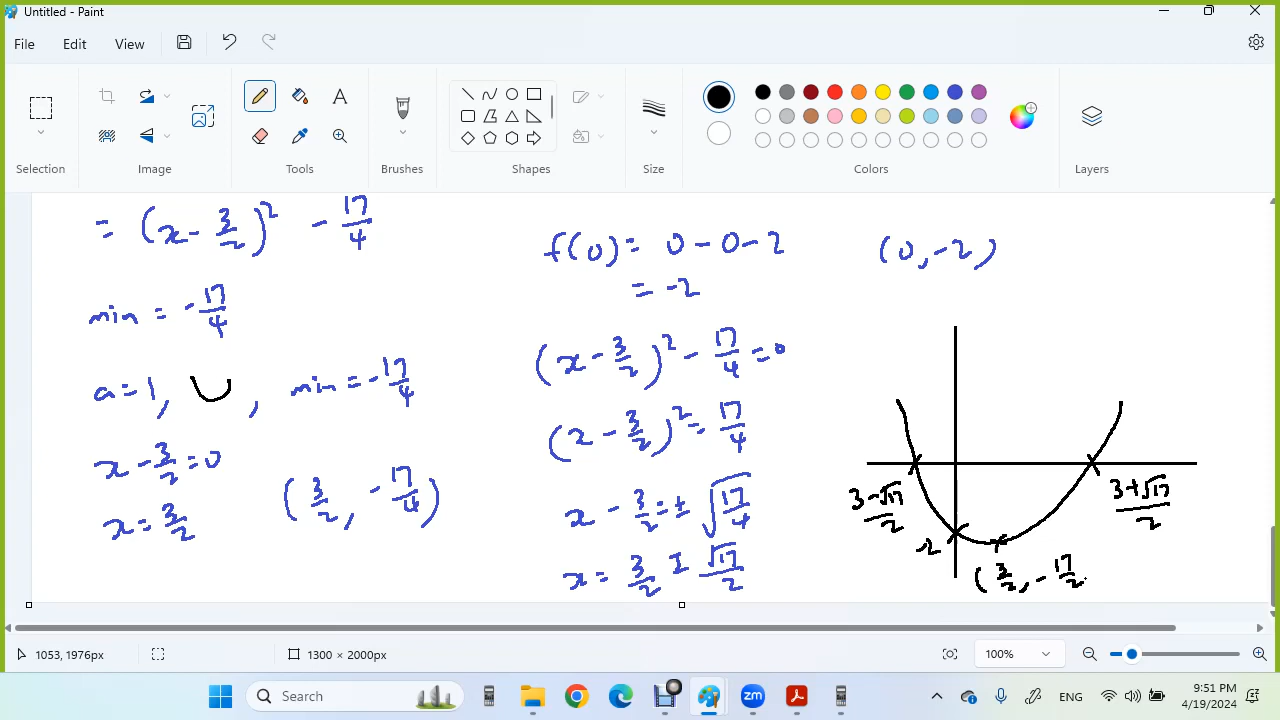 Untitled - Paint
File Edit View
Selection Image Tools Brushes Shapes Size Colors Layers
= (x - 3/2)² - 17/4
min = -17/4
a = 1, ∪, min = -17/4
x - 3/2 = 0
x = 3/2
(3/2, -17/4)
f(0) = 0 - 0 - 2
= -2
(x - 3/2)² - 17/4 = 0
(x - 3/2)² = 17/4
x - 3/2 = ± √(17/4)
x = 3/2 ± √17/2
(0, -2)
(3 - √17)/2
(3 + √17)/2
-2
(3/2, - 17/2
1053, 1976px
1300 × 2000px
100%
Search
ENG
9:51 PM
4/19/2024